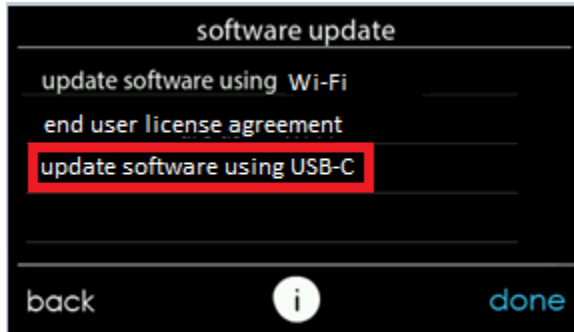 software update
update software using Wi-Fi
end user license agreement
update software using USB-C
back
i
done